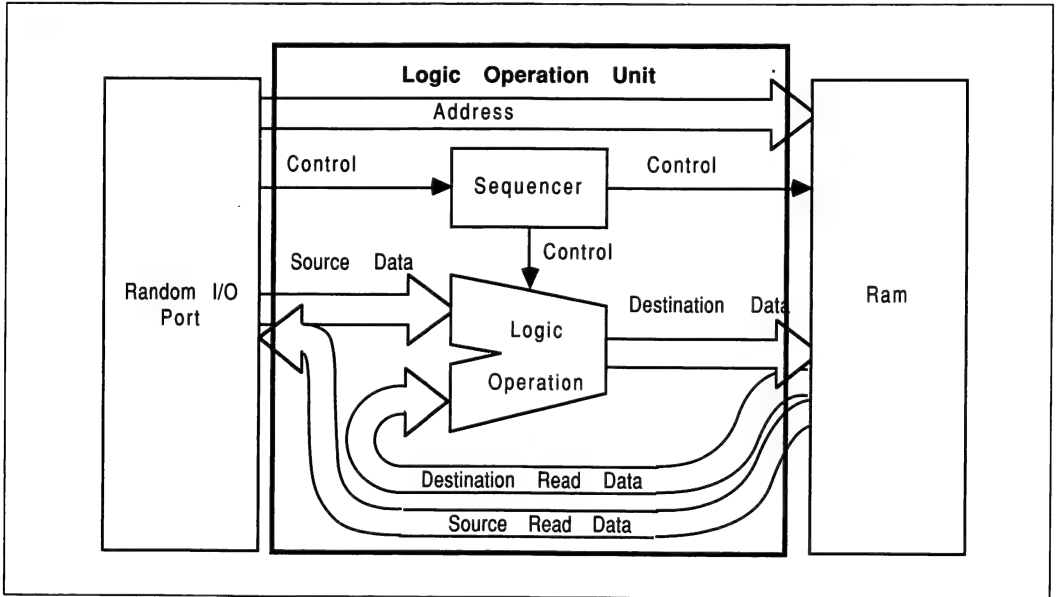 Logic Operation Unit
Address
Control
Control
Sequencer
Control
Source Data
Random I/O
Port
Ram
Destination Data
Logic
Operation
Destination Read Data
Source Read Data